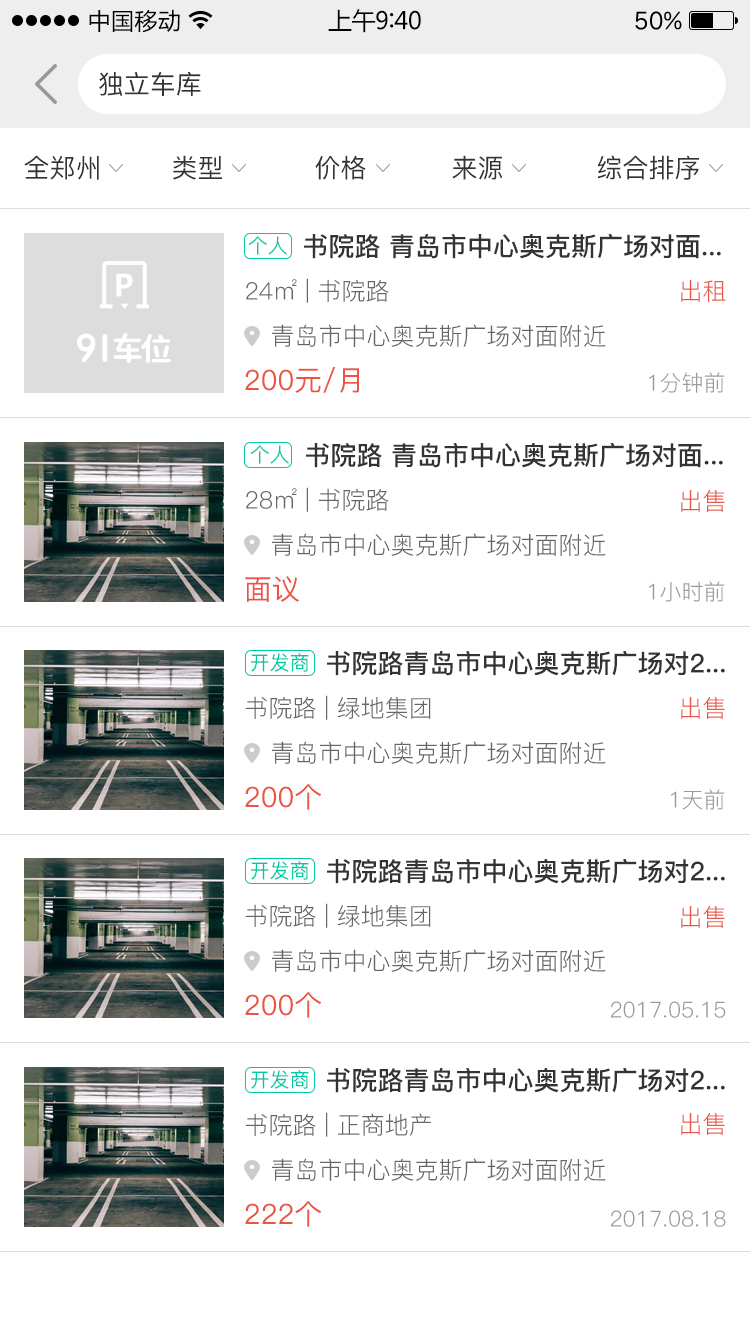 中国移动 上午9:40 50%
独立车库
全郑州 类型 价格 来源 综合排序
个人 书院路 青岛市中心奥克斯广场对面...
24㎡ | 书院路 出租
P
青岛市中心奥克斯广场对面附近
91车位
200元/月 1分钟前
个人 书院路 青岛市中心奥克斯广场对面...
28㎡ | 书院路 出售
青岛市中心奥克斯广场对面附近
面议 1小时前
开发商 书院路青岛市中心奥克斯广场对2...
书院路 | 绿地集团 出售
青岛市中心奥克斯广场对面附近
200个 1天前
开发商 书院路青岛市中心奥克斯广场对2...
书院路 | 绿地集团 出售
青岛市中心奥克斯广场对面附近
200个 2017.05.15
开发商 书院路青岛市中心奥克斯广场对2...
书院路 | 正商地产 出售
青岛市中心奥克斯广场对面附近
222个 2017.08.18